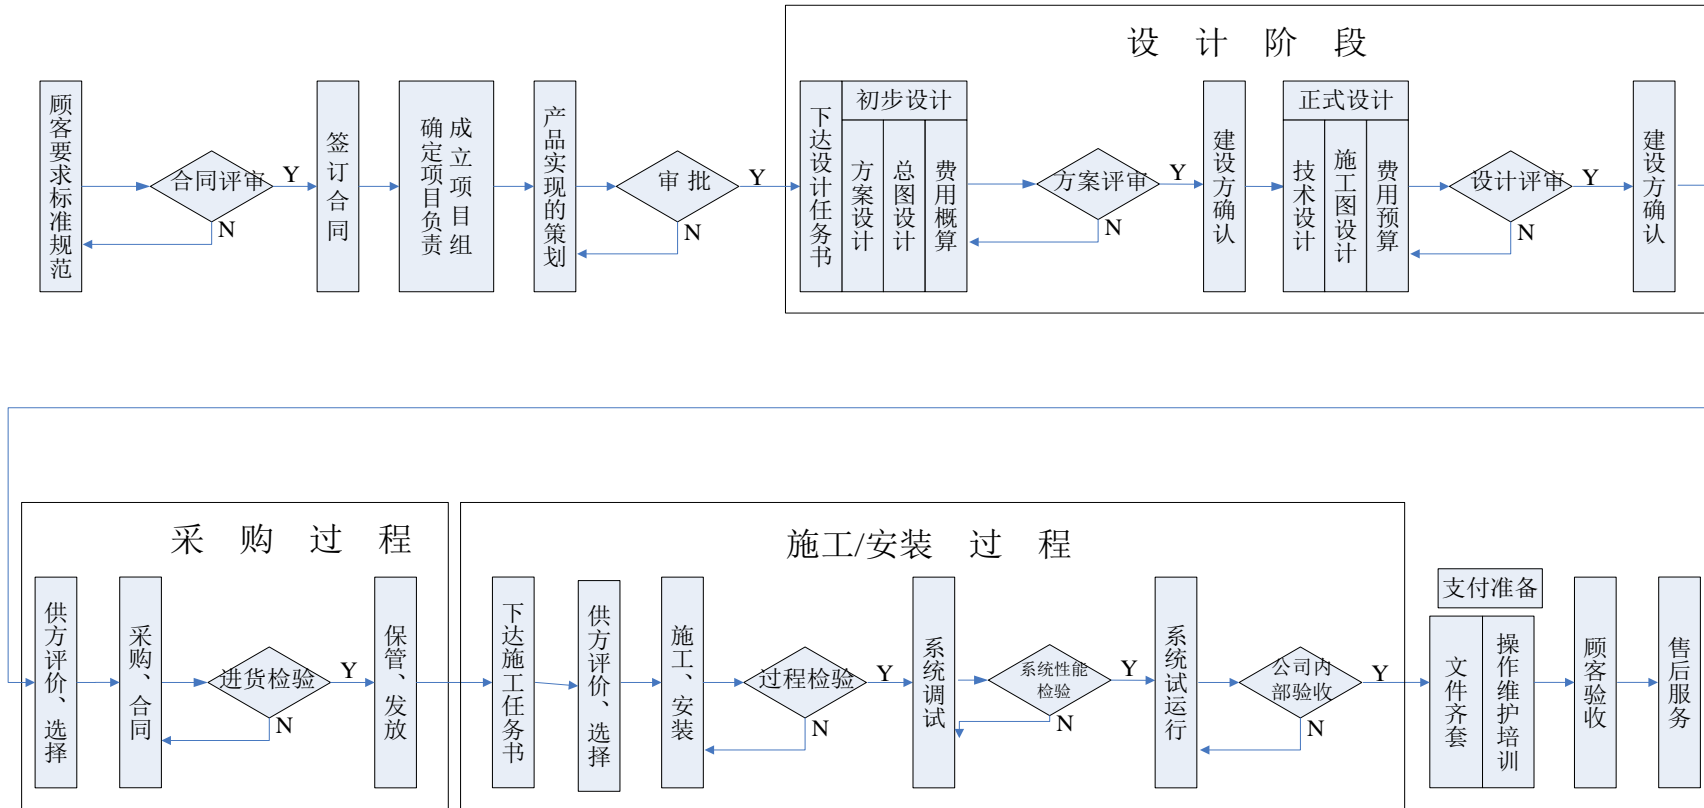 设 计 阶 段
顾客要求标准规范
合同评审
Y
N
签订合同
成立项目组
确定项目负责
产品实现的策划
审 批
Y
N
下达设计任务书
初步设计
方案设计
总图设计
费用概算
方案评审
Y
N
建设方确认
正式设计
技术设计
施工图设计
费用预算
设计评审
Y
N
建设方确认
采 购 过 程
供方评价、选择
采购、合同
进货检验
Y
N
保管、发放
施工/安装 过 程
下达施工任务书
供方评价、选择
施工、安装
过程检验
Y
N
系统调试
系统性能
检验
Y
N
系统试运行
公司内
部验收
Y
N
支付准备
文件齐套
操作维护培训
顾客验收
售后服务